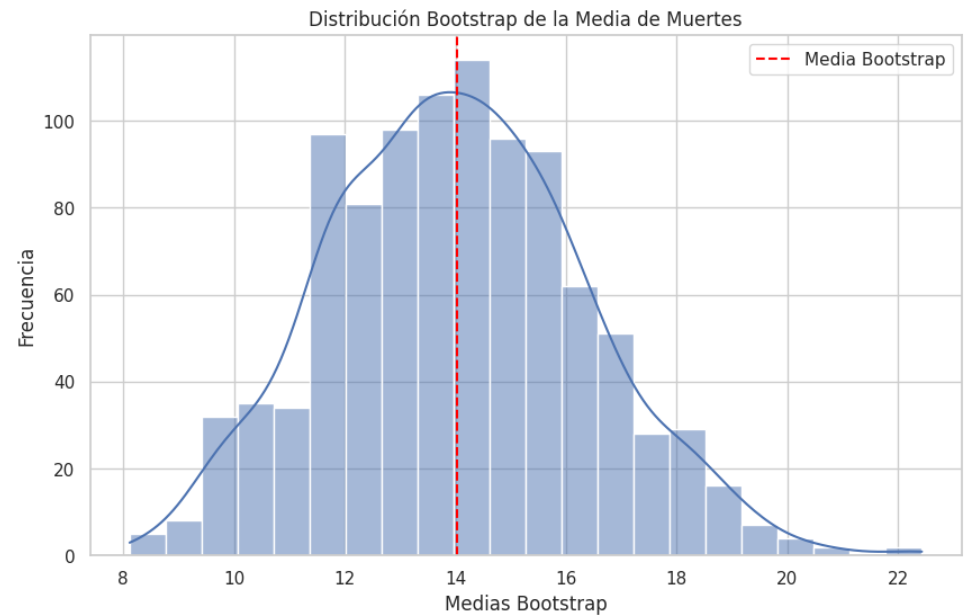 Distribución Bootstrap de la Media de Muertes
Media Bootstrap
Frecuencia
100
80
60
40
20
0
8 10 12 14 16 18 20 22
Medias Bootstrap